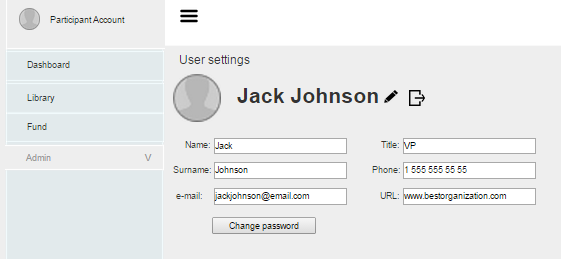 Participant Account
Dashboard
Library
Fund
Admin V
User settings
Jack Johnson
Name: Jack Title: VP
Surname: Johnson Phone: 1 555 555 55 55
e-mail: jackjohnson@email.com URL: www.bestorganization.com
Change password